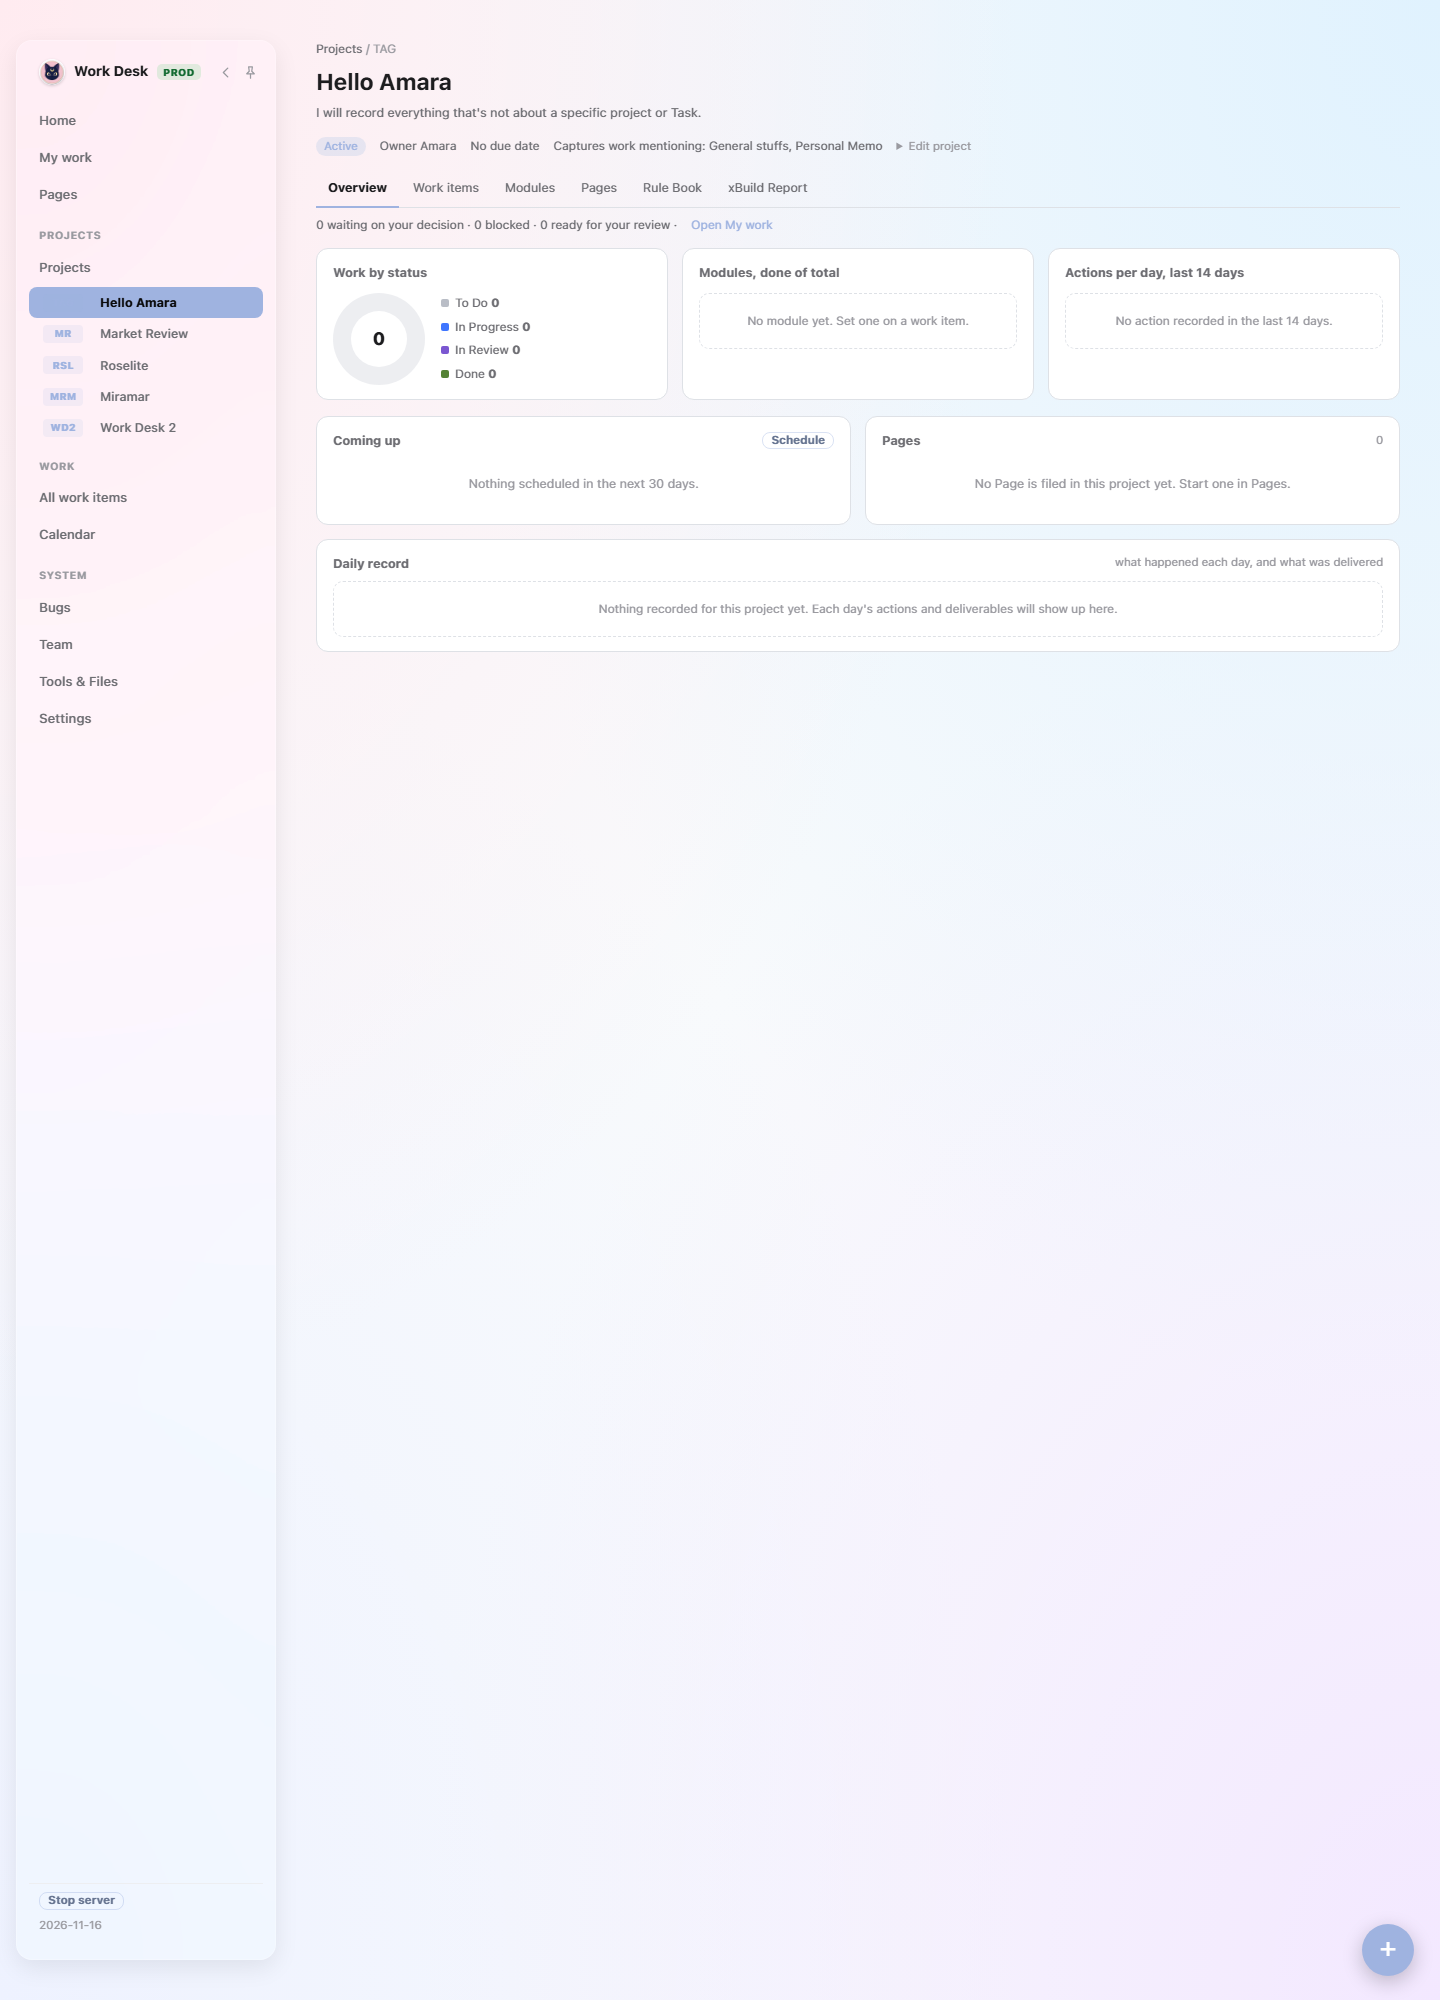 Work Desk PROD
Home
My work
Pages
PROJECTS
Projects
Hello Amara
MR Market Review
RSL Roselite
MRM Miramar
WD2 Work Desk 2
WORK
All work items
Calendar
SYSTEM
Bugs
Team
Tools & Files
Settings
Stop server
2026-11-16
Projects / TAG
Hello Amara
I will record everything that's not about a specific project or Task.
Active Owner Amara No due date Captures work mentioning: General stuffs, Personal Memo ▶ Edit project
Overview Work items Modules Pages Rule Book xBuild Report
0 waiting on your decision · 0 blocked · 0 ready for your review · Open My work
Work by status
0
To Do 0
In Progress 0
In Review 0
Done 0
Modules, done of total
No module yet. Set one on a work item.
Actions per day, last 14 days
No action recorded in the last 14 days.
Coming up Schedule
Nothing scheduled in the next 30 days.
Pages 0
No Page is filed in this project yet. Start one in Pages.
Daily record what happened each day, and what was delivered
Nothing recorded for this project yet. Each day's actions and deliverables will show up here.
+